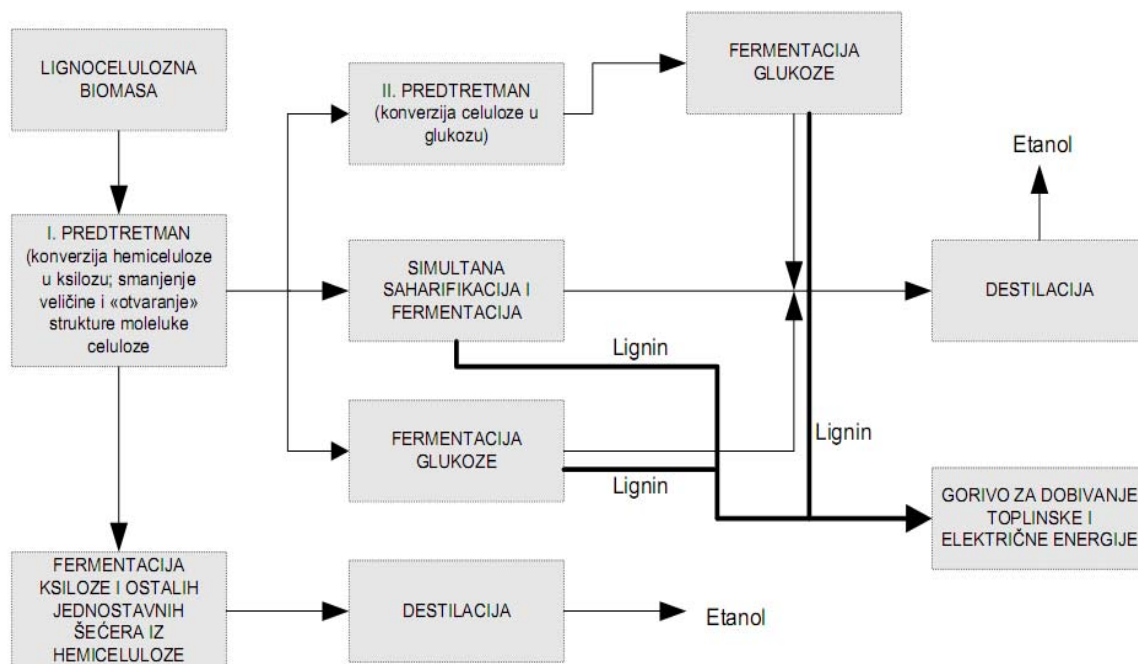 LIGNOCELULOZNA
BIOMASA
I. PREDTRETMAN
(konverzija hemiceluloze
u ksilozu; smanjenje
veličine i «otvaranje»
strukture moleluke
celuloze
FERMENTACIJA
KSILOZE I OSTALIH
JEDNOSTAVNIH
ŠEĆERA IZ
HEMICELULOZE
II. PREDTRETMAN
(konverzija celuloze u
glukozu)
SIMULTANA
SAHARIFIKACIJA I
FERMENTACIJA
Lignin
FERMENTACIJA
GLUKOZE
Lignin
DESTILACIJA
Etanol
FERMENTACIJA
GLUKOZE
Lignin
Etanol
DESTILACIJA
GORIVO ZA DOBIVANJE
TOPLINSKE I
ELEKTRIČNE ENERGIJE